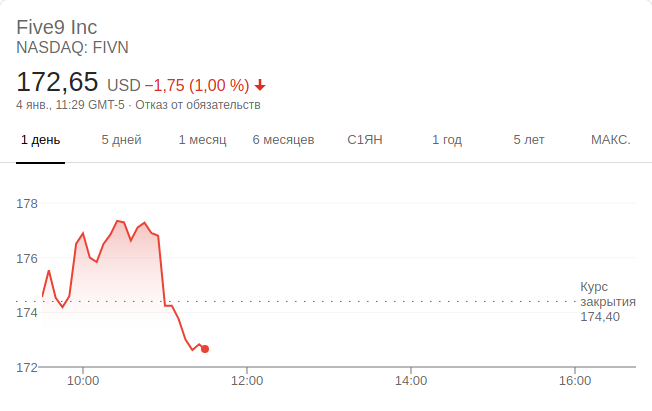 Five9 Inc
NASDAQ: FIVN
172,65 USD −1,75 (1,00 %)
4 янв., 11:29 GMT-5 · Отказ от обязательств
1 день 5 дней 1 месяц 6 месяцев С1ЯН 1 год 5 лет МАКС.
178
176
174
172
Курс
закрытия
174,40
10:00 12:00 14:00 16:00